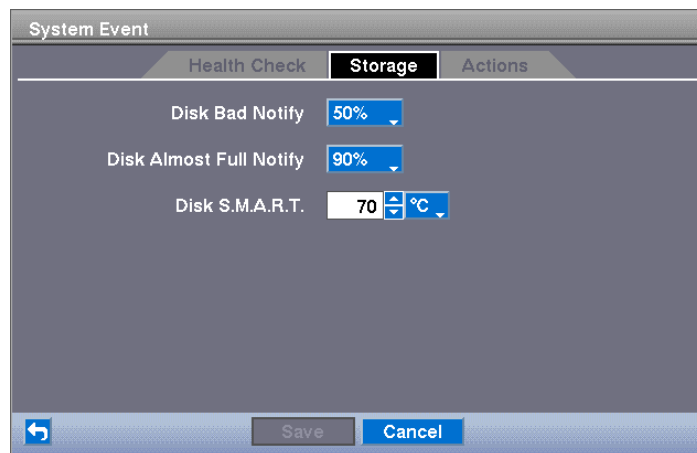 System Event
Health Check Storage Actions
Disk Bad Notify 50%
Disk Almost Full Notify 90%
Disk S.M.A.R.T. 70 °C
Save Cancel